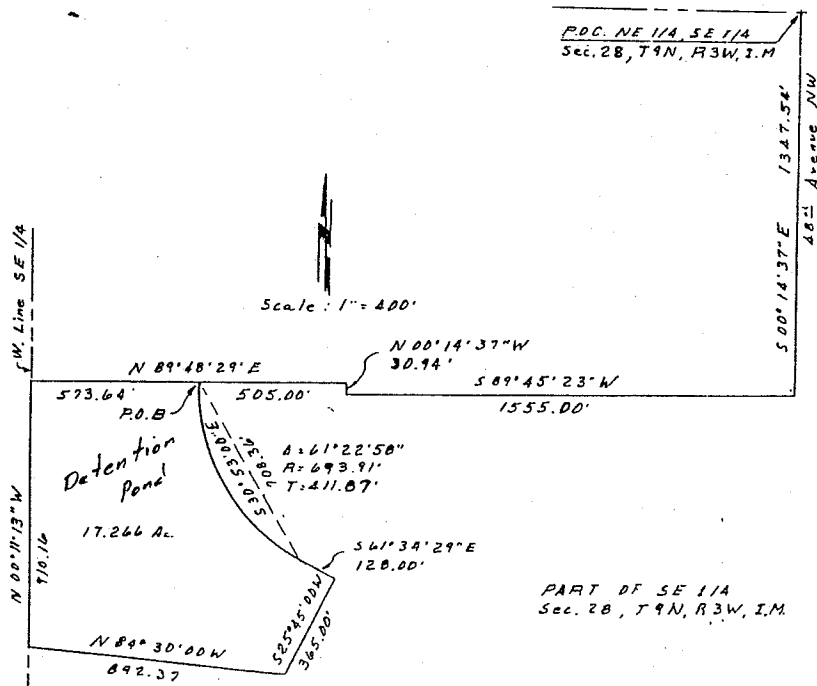 P.O.C. NE 1/4, SE 1/4
Sec. 28, T9N, R3W, I.M
S 00° 14' 37" E 1347.54'
48th Avenue NW
W. Line SE 1/4
Scale: 1" = 400'
N 00° 14' 37" W
30.94'
N 89° 48' 29" E
S 89° 45' 23" W
573.64'
505.00'
1555.00'
P.O.B
Detention
Pond
17.266 Ac.
S 30° 53' 00" E
708.36'
Δ = 61° 22' 58"
R = 693.91'
T = 411.87'
S 61° 34' 29" E
128.00'
N 00° 11' 13" W
910.16
S 25° 45' 00" W
365.00'
N 84° 30' 00 W
892.37
PART OF SE 1/4
Sec. 28, T9N, R3W, I.M.